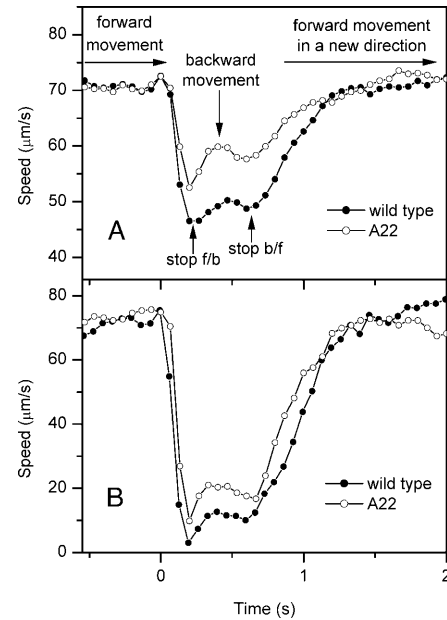 forward
movement
backward
movement
forward movement
in a new direction
80
70
60
50
40
Speed (μm/s)
A
stop f/b
stop b/f
wild type
A22
80
60
40
20
0
Speed (μm/s)
B
wild type
A22
0
1
2
Time (s)